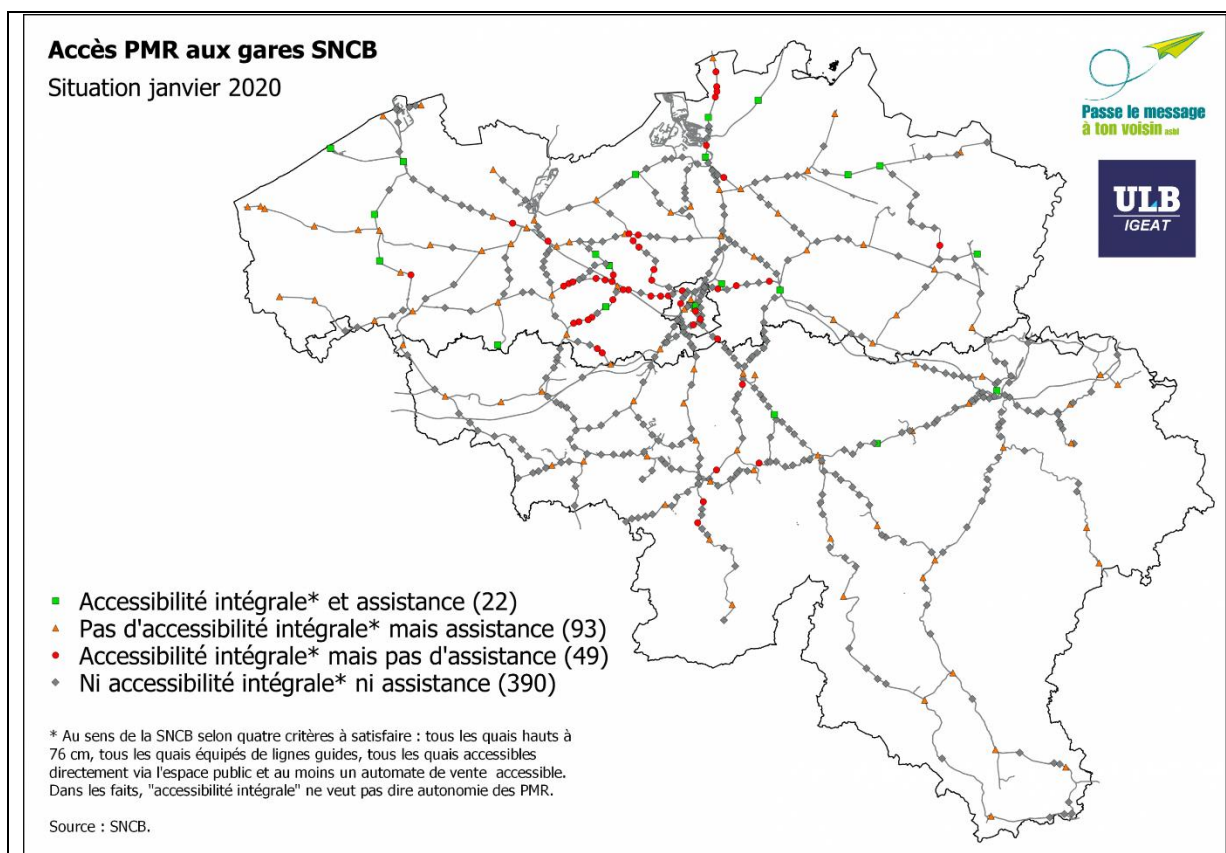 Accès PMR aux gares SNCB
Situation janvier 2020
Passe le message
à ton voisin asbl
ULB
IGEAT
Accessibilité intégrale* et assistance (22)
Pas d'accessibilité intégrale* mais assistance (93)
Accessibilité intégrale* mais pas d'assistance (49)
Ni accessibilité intégrale* ni assistance (390)
* Au sens de la SNCB selon quatre critères à satisfaire : tous les quais hauts à
76 cm, tous les quais équipés de lignes guides, tous les quais accessibles
directement via l'espace public et au moins un automate de vente accessible.
Dans les faits, "accessibilité intégrale" ne veut pas dire autonomie des PMR.
Source : SNCB.